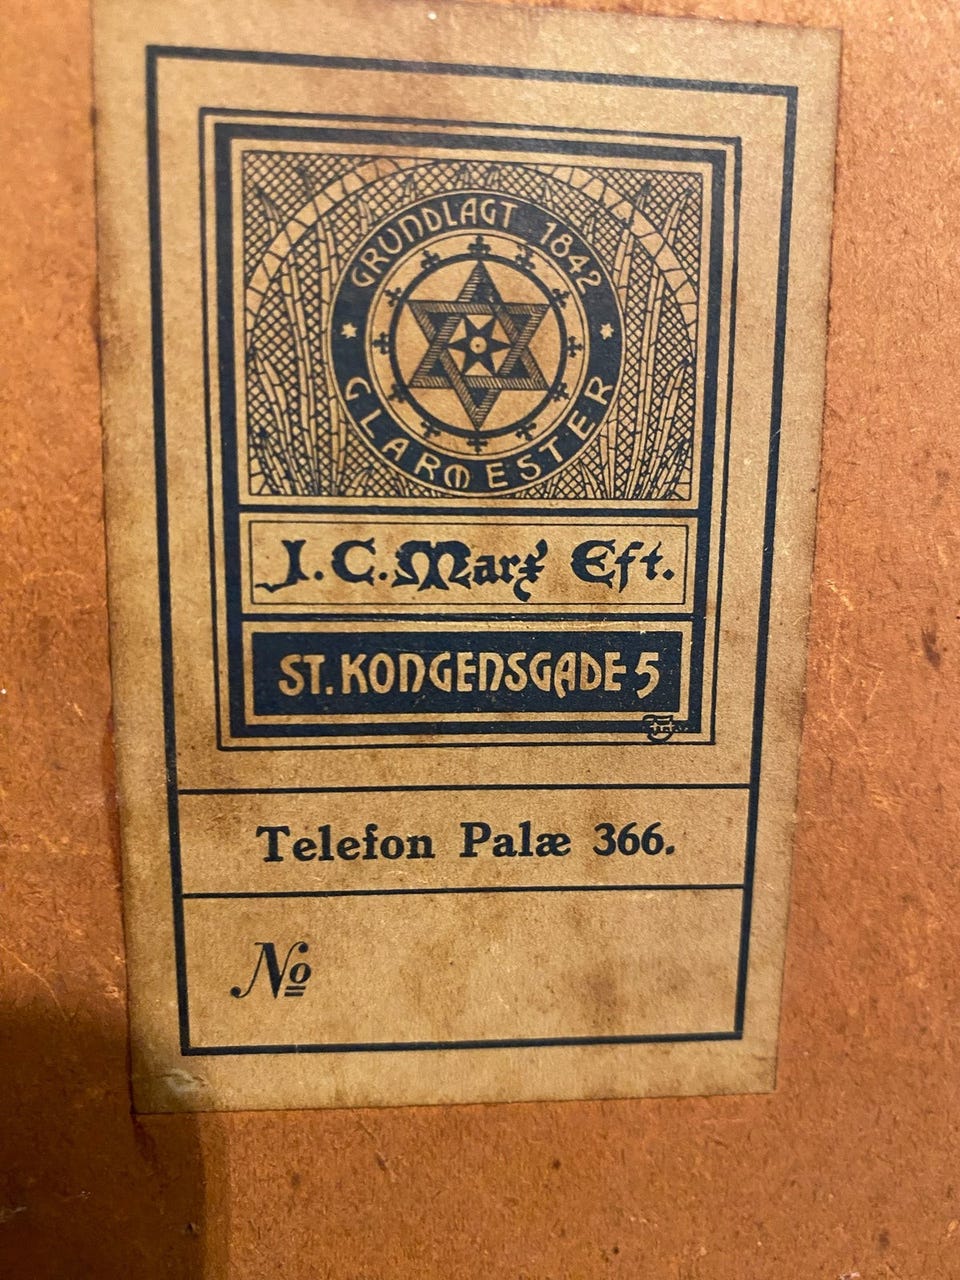 GRUNDLAGT 1842
GLARMESTER
J. C. Marx' Eft.
ST. KONGENSGADE 5
Telefon Palæ 366.
No